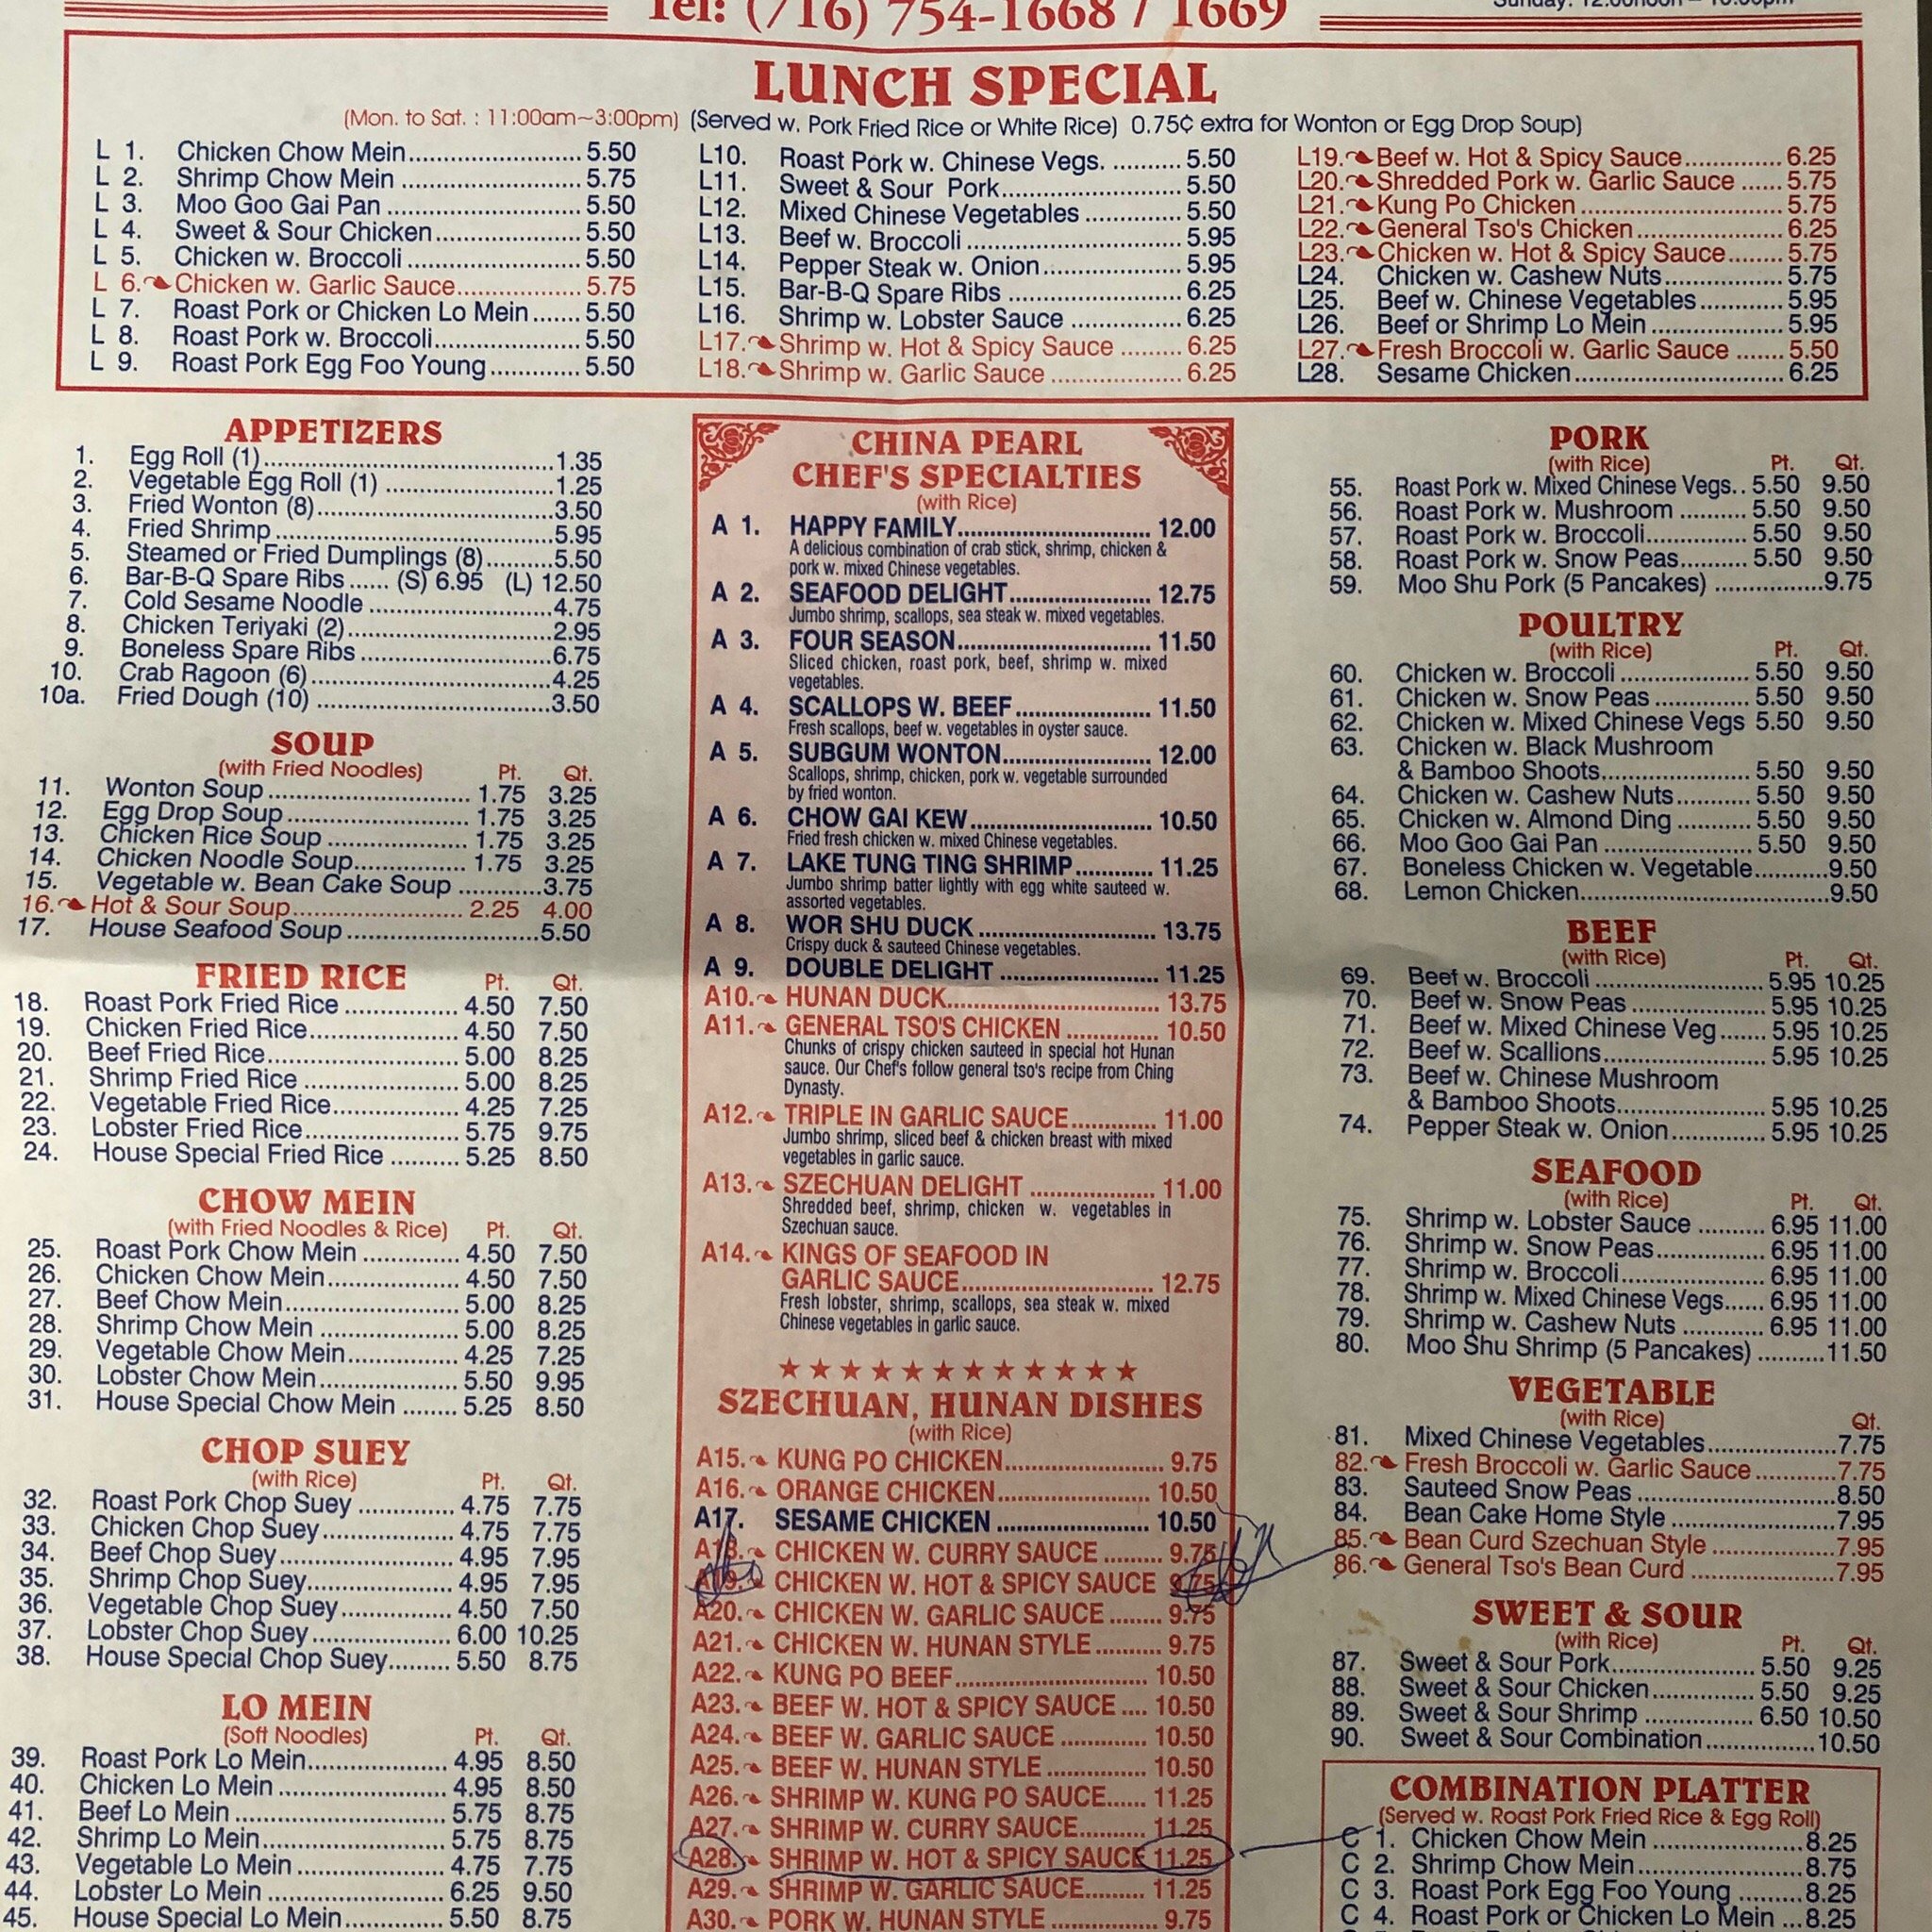 Tel: (716) 754-1668 / 1669
Sunday: 12:00noon – 10:00pm
LUNCH SPECIAL
(Mon. to Sat. : 11:00am~3:00pm) (Served w. Pork Fried Rice or White Rice) 0.75¢ extra for Wonton or Egg Drop Soup)
L 1. Chicken Chow Mein 5.50
L 2. Shrimp Chow Mein 5.75
L 3. Moo Goo Gai Pan 5.50
L 4. Sweet & Sour Chicken 5.50
L 5. Chicken w. Broccoli 5.50
L 6. Chicken w. Garlic Sauce 5.75
L 7. Roast Pork or Chicken Lo Mein 5.50
L 8. Roast Pork w. Broccoli 5.50
L 9. Roast Pork Egg Foo Young 5.50
L10. Roast Pork w. Chinese Vegs. 5.50
L11. Sweet & Sour Pork 5.50
L12. Mixed Chinese Vegetables 5.50
L13. Beef w. Broccoli 5.95
L14. Pepper Steak w. Onion 5.95
L15. Bar-B-Q Spare Ribs 6.25
L16. Shrimp w. Lobster Sauce 6.25
L17. Shrimp w. Hot & Spicy Sauce 6.25
L18. Shrimp w. Garlic Sauce 6.25
L19. Beef w. Hot & Spicy Sauce 6.25
L20. Shredded Pork w. Garlic Sauce 5.75
L21. Kung Po Chicken 5.75
L22. General Tso's Chicken 6.25
L23. Chicken w. Hot & Spicy Sauce 5.75
L24. Chicken w. Cashew Nuts 5.75
L25. Beef w. Chinese Vegetables 5.95
L26. Beef or Shrimp Lo Mein 5.95
L27. Fresh Broccoli w. Garlic Sauce 5.50
L28. Sesame Chicken 6.25
APPETIZERS
1. Egg Roll (1) 1.35
2. Vegetable Egg Roll (1) 1.25
3. Fried Wonton (8) 3.50
4. Fried Shrimp 5.95
5. Steamed or Fried Dumplings (8) 5.50
6. Bar-B-Q Spare Ribs (S) 6.95 (L) 12.50
7. Cold Sesame Noodle 4.75
8. Chicken Teriyaki (2) 2.95
9. Boneless Spare Ribs 6.75
10. Crab Ragoon (6) 4.25
10a. Fried Dough (10) 3.50
SOUP
(with Fried Noodles) Pt. Qt.
11. Wonton Soup 1.75 3.25
12. Egg Drop Soup 1.75 3.25
13. Chicken Rice Soup 1.75 3.25
14. Chicken Noodle Soup 1.75 3.25
15. Vegetable w. Bean Cake Soup 3.75
16. Hot & Sour Soup 2.25 4.00
17. House Seafood Soup 5.50
FRIED RICE Pt. Qt.
18. Roast Pork Fried Rice 4.50 7.50
19. Chicken Fried Rice 4.50 7.50
20. Beef Fried Rice 5.00 8.25
21. Shrimp Fried Rice 5.00 8.25
22. Vegetable Fried Rice 4.25 7.25
23. Lobster Fried Rice 5.75 9.75
24. House Special Fried Rice 5.25 8.50
CHOW MEIN
(with Fried Noodles & Rice) Pt. Qt.
25. Roast Pork Chow Mein 4.50 7.50
26. Chicken Chow Mein 4.50 7.50
27. Beef Chow Mein 5.00 8.25
28. Shrimp Chow Mein 5.00 8.25
29. Vegetable Chow Mein 4.25 7.25
30. Lobster Chow Mein 5.50 9.95
31. House Special Chow Mein 5.25 8.50
CHOP SUEY
(with Rice) Pt. Qt.
32. Roast Pork Chop Suey 4.75 7.75
33. Chicken Chop Suey 4.75 7.75
34. Beef Chop Suey 4.95 7.95
35. Shrimp Chop Suey 4.95 7.95
36. Vegetable Chop Suey 4.50 7.50
37. Lobster Chop Suey 6.00 10.25
38. House Special Chop Suey 5.50 8.75
LO MEIN
(Soft Noodles) Pt. Qt.
39. Roast Pork Lo Mein 4.95 8.50
40. Chicken Lo Mein 4.95 8.50
41. Beef Lo Mein 5.75 8.75
42. Shrimp Lo Mein 5.75 8.75
43. Vegetable Lo Mein 4.75 7.75
44. Lobster Lo Mein 6.25 9.50
45. House Special Lo Mein 5.50 8.75
CHINA PEARL
CHEF'S SPECIALTIES
(with Rice)
A 1. HAPPY FAMILY 12.00
A delicious combination of crab stick, shrimp, chicken &
pork w. mixed Chinese vegetables.
A 2. SEAFOOD DELIGHT 12.75
Jumbo shrimp, scallops, sea steak w. mixed vegetables.
A 3. FOUR SEASON 11.50
Sliced chicken, roast pork, beef, shrimp w. mixed
vegetables.
A 4. SCALLOPS W. BEEF 11.50
Fresh scallops, beef w. vegetables in oyster sauce.
A 5. SUBGUM WONTON 12.00
Scallops, shrimp, chicken, pork w. vegetable surrounded
by fried wonton.
A 6. CHOW GAI KEW 10.50
Fried fresh chicken w. mixed Chinese vegetables.
A 7. LAKE TUNG TING SHRIMP 11.25
Jumbo shrimp batter lightly with egg white sauteed w.
assorted vegetables.
A 8. WOR SHU DUCK 13.75
Crispy duck & sauteed Chinese vegetables.
A 9. DOUBLE DELIGHT 11.25
A10. HUNAN DUCK 13.75
A11. GENERAL TSO'S CHICKEN 10.50
Chunks of crispy chicken sauteed in special hot Hunan
sauce. Our Chef's follow general tso's recipe from Ching
Dynasty.
A12. TRIPLE IN GARLIC SAUCE 11.00
Jumbo shrimp, sliced beef & chicken breast with mixed
vegetables in garlic sauce.
A13. SZECHUAN DELIGHT 11.00
Shredded beef, shrimp, chicken w. vegetables in
Szechuan sauce.
A14. KINGS OF SEAFOOD IN
GARLIC SAUCE 12.75
Fresh lobster, shrimp, scallops, sea steak w. mixed
Chinese vegetables in garlic sauce.
SZECHUAN, HUNAN DISHES
(with Rice)
A15. KUNG PO CHICKEN 9.75
A16. ORANGE CHICKEN 10.50
A17. SESAME CHICKEN 10.50
A18. CHICKEN W. CURRY SAUCE 9.75
A19. CHICKEN W. HOT & SPICY SAUCE 9.75
A20. CHICKEN W. GARLIC SAUCE 9.75
A21. CHICKEN W. HUNAN STYLE 9.75
A22. KUNG PO BEEF 10.50
A23. BEEF W. HOT & SPICY SAUCE 10.50
A24. BEEF W. GARLIC SAUCE 10.50
A25. BEEF W. HUNAN STYLE 10.50
A26. SHRIMP W. KUNG PO SAUCE 11.25
A27. SHRIMP W. CURRY SAUCE 11.25
A28. SHRIMP W. HOT & SPICY SAUCE 11.25
A29. SHRIMP W. GARLIC SAUCE 11.25
A30. PORK W. HUNAN STYLE 9.75
PORK
(with Rice) Pt. Qt.
55. Roast Pork w. Mixed Chinese Vegs. 5.50 9.50
56. Roast Pork w. Mushroom 5.50 9.50
57. Roast Pork w. Broccoli 5.50 9.50
58. Roast Pork w. Snow Peas 5.50 9.50
59. Moo Shu Pork (5 Pancakes) 9.75
POULTRY
(with Rice) Pt. Qt.
60. Chicken w. Broccoli 5.50 9.50
61. Chicken w. Snow Peas 5.50 9.50
62. Chicken w. Mixed Chinese Vegs 5.50 9.50
63. Chicken w. Black Mushroom
& Bamboo Shoots 5.50 9.50
64. Chicken w. Cashew Nuts 5.50 9.50
65. Chicken w. Almond Ding 5.50 9.50
66. Moo Goo Gai Pan 5.50 9.50
67. Boneless Chicken w. Vegetable 9.50
68. Lemon Chicken 9.50
BEEF
(with Rice) Pt. Qt.
69. Beef w. Broccoli 5.95 10.25
70. Beef w. Snow Peas 5.95 10.25
71. Beef w. Mixed Chinese Veg 5.95 10.25
72. Beef w. Scallions 5.95 10.25
73. Beef w. Chinese Mushroom
& Bamboo Shoots 5.95 10.25
74. Pepper Steak w. Onion 5.95 10.25
SEAFOOD
(with Rice) Pt. Qt.
75. Shrimp w. Lobster Sauce 6.95 11.00
76. Shrimp w. Snow Peas 6.95 11.00
77. Shrimp w. Broccoli 6.95 11.00
78. Shrimp w. Mixed Chinese Vegs 6.95 11.00
79. Shrimp w. Cashew Nuts 6.95 11.00
80. Moo Shu Shrimp (5 Pancakes) 11.50
VEGETABLE
(with Rice) Qt.
81. Mixed Chinese Vegetables 7.75
82. Fresh Broccoli w. Garlic Sauce 7.75
83. Sauteed Snow Peas 8.50
84. Bean Cake Home Style 7.95
85. Bean Curd Szechuan Style 7.95
86. General Tso's Bean Curd 7.95
SWEET & SOUR
(with Rice) Pt. Qt.
87. Sweet & Sour Pork 5.50 9.25
88. Sweet & Sour Chicken 5.50 9.25
89. Sweet & Sour Shrimp 6.50 10.50
90. Sweet & Sour Combination 10.50
COMBINATION PLATTER
(Served w. Roast Pork Fried Rice & Egg Roll)
C 1. Chicken Chow Mein 8.25
C 2. Shrimp Chow Mein 8.75
C 3. Roast Pork Egg Foo Young 8.25
C 4. Roast Pork or Chicken Lo Mein 8.25